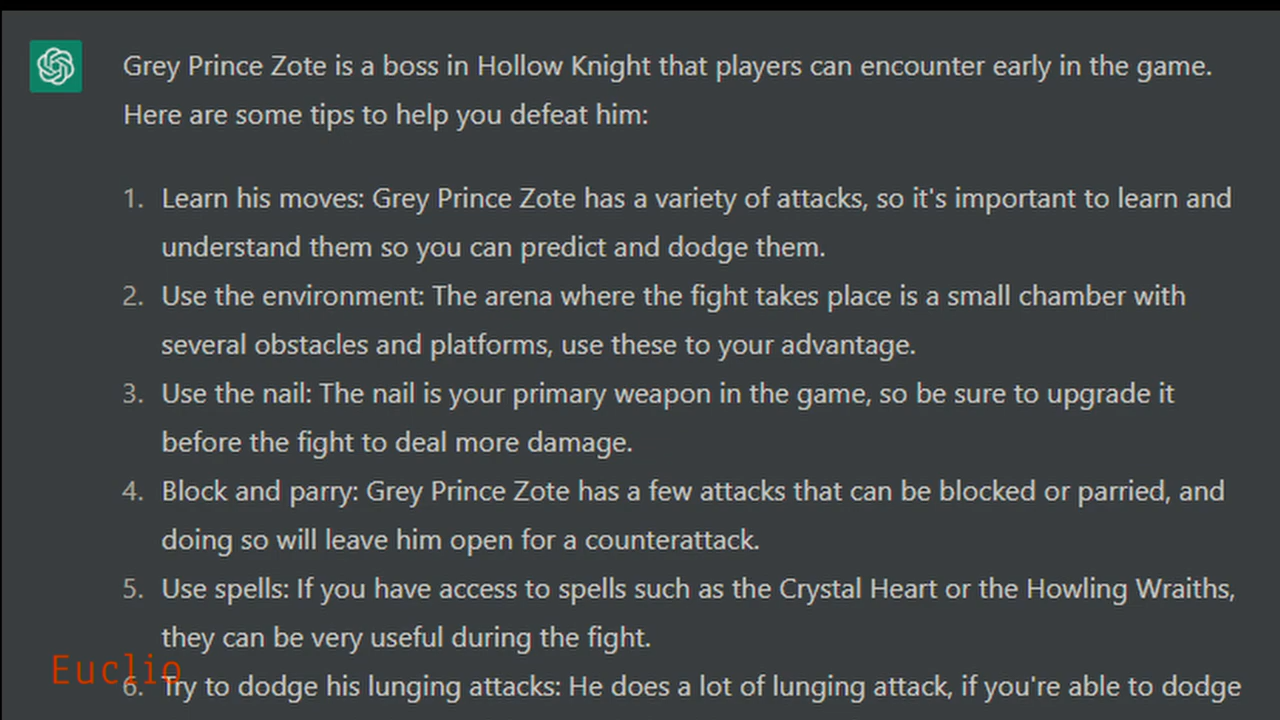 Grey Prince Zote is a boss in Hollow Knight that players can encounter early in the game.
Here are some tips to help you defeat him:
1. Learn his moves: Grey Prince Zote has a variety of attacks, so it's important to learn and
understand them so you can predict and dodge them.
2. Use the environment: The arena where the fight takes place is a small chamber with
several obstacles and platforms, use these to your advantage.
3. Use the nail: The nail is your primary weapon in the game, so be sure to upgrade it
before the fight to deal more damage.
4. Block and parry: Grey Prince Zote has a few attacks that can be blocked or parried, and
doing so will leave him open for a counterattack.
5. Use spells: If you have access to spells such as the Crystal Heart or the Howling Wraiths,
they can be very useful during the fight.
Euclio
6. Try to dodge his lunging attacks: He does a lot of lunging attack, if you're able to dodge